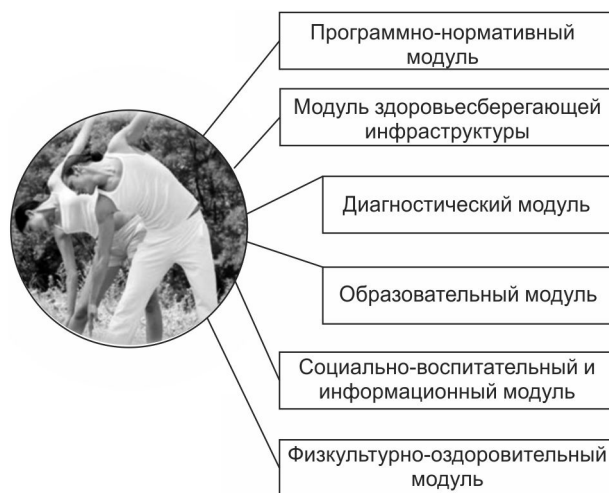 Программно-нормативный
модуль
Модуль здоровьесберегающей
инфраструктуры
Диагностический модуль
Образовательный модуль
Социально-воспитательный и
информационный модуль
Физкультурно-оздоровительный
модуль